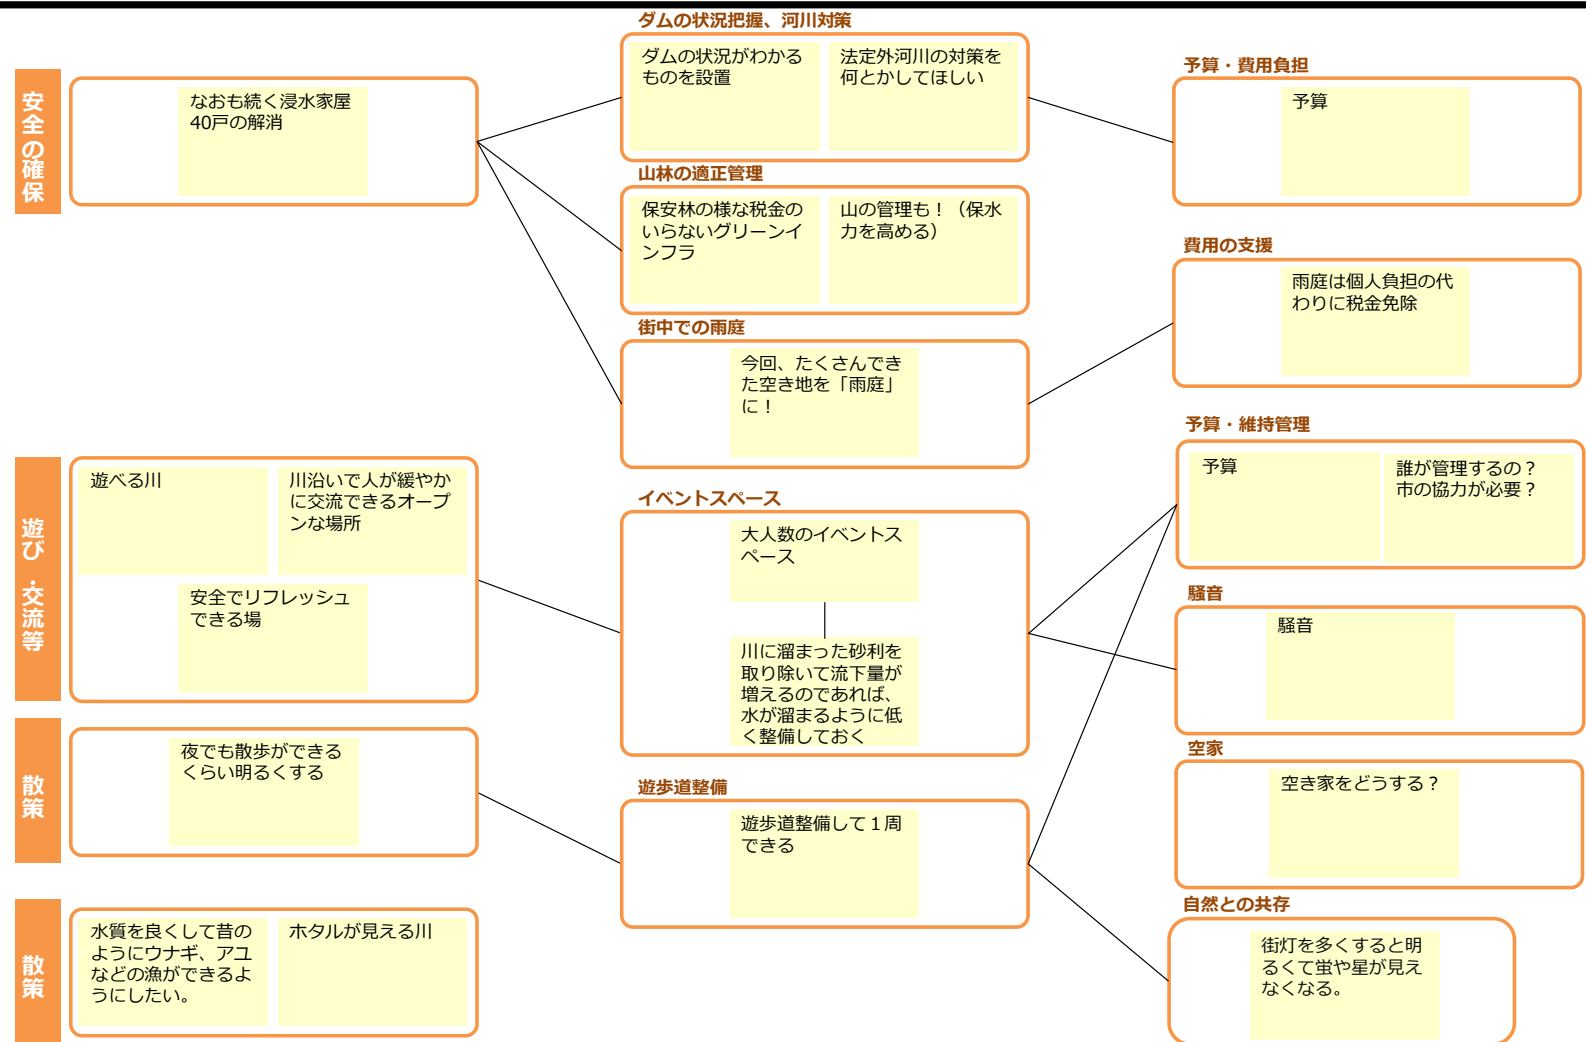 安全の確保
なおも続く浸水家屋
40戸の解消
ダムの状況把握、河川対策
ダムの状況がわかる
ものを設置
法定外河川の対策を
何とかしてほしい
山林の適正管理
保安林の様な税金の
いらないグリーンイ
ンフラ
山の管理も！（保水
力を高める）
街中での雨庭
今回、たくさんでき
た空き地を「雨庭」
に！
予算・費用負担
予算
費用の支援
雨庭は個人負担の代
わりに税金免除
遊び・交流等
遊べる川
川沿いで人が緩やか
に交流できるオープ
ンな場所
安全でリフレッシュ
できる場
イベントスペース
大人数のイベントス
ペース
川に溜まった砂利を
取り除いて流下量が
増えるのであれば、
水が溜まるように低
く整備しておく
予算・維持管理
予算
誰が管理するの？
市の協力が必要？
騒音
騒音
空家
空き家をどうする？
散策
夜でも散歩ができる
くらい明るくする
遊歩道整備
遊歩道整備して１周
できる
自然との共存
街灯を多くすると明
るくて蛍や星が見え
なくなる。
散策
水質を良くして昔の
ようにウナギ、アユ
などの漁ができるよ
うにしたい。
ホタルが見える川